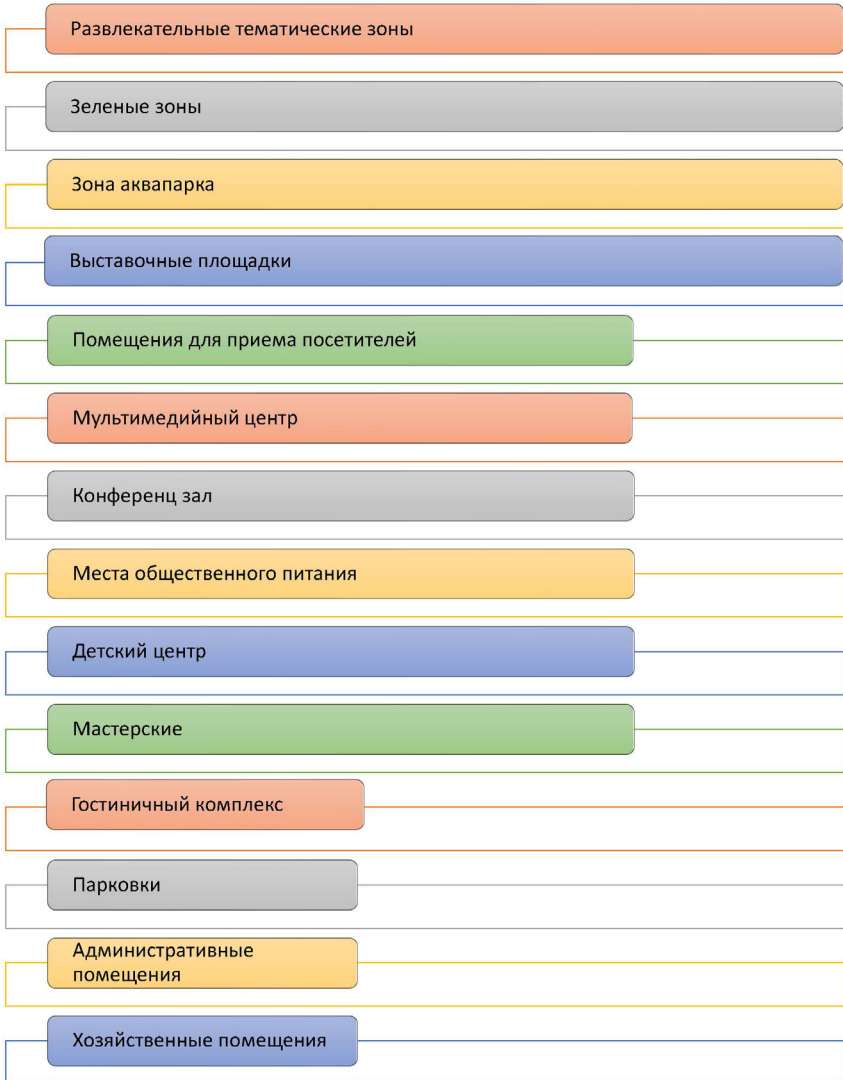 Развлекательные тематические зоны
Зеленые зоны
Зона аквапарка
Выставочные площадки
Помещения для приема посетителей
Мультимедийный центр
Конференц зал
Места общественного питания
Детский центр
Мастерские
Гостиничный комплекс
Парковки
Административные
помещения
Хозяйственные помещения